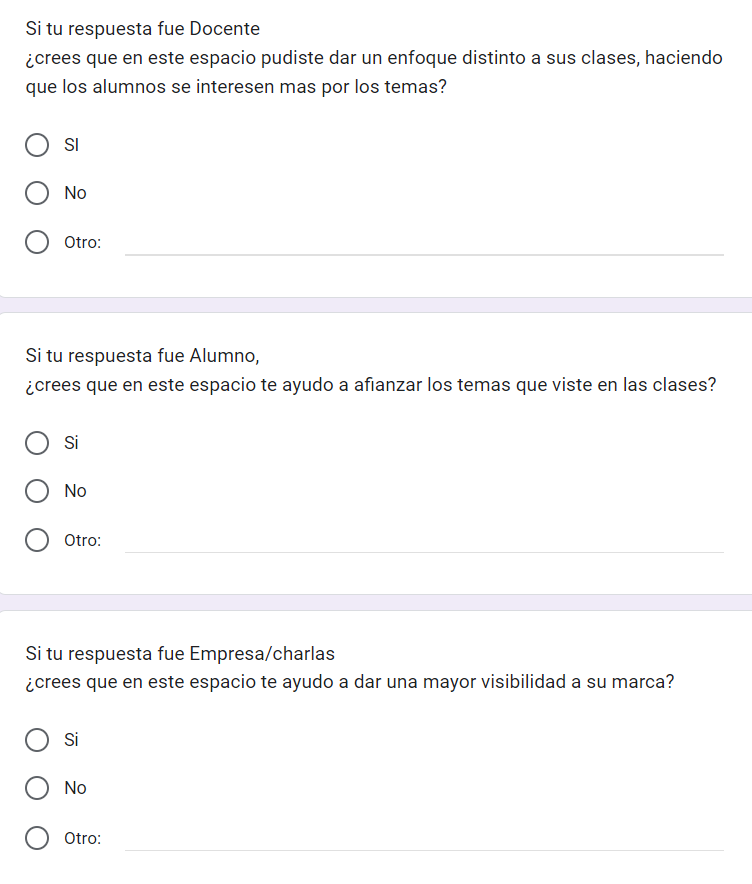 Si tu respuesta fue Docente
¿crees que en este espacio pudiste dar un enfoque distinto a sus clases, haciendo
que los alumnos se interesen mas por los temas?
SI
No
Otro:
Si tu respuesta fue Alumno,
¿crees que en este espacio te ayudo a afianzar los temas que viste en las clases?
Si
No
Otro:
Si tu respuesta fue Empresa/charlas
¿crees que en este espacio te ayudo a dar una mayor visibilidad a su marca?
Si
No
Otro: